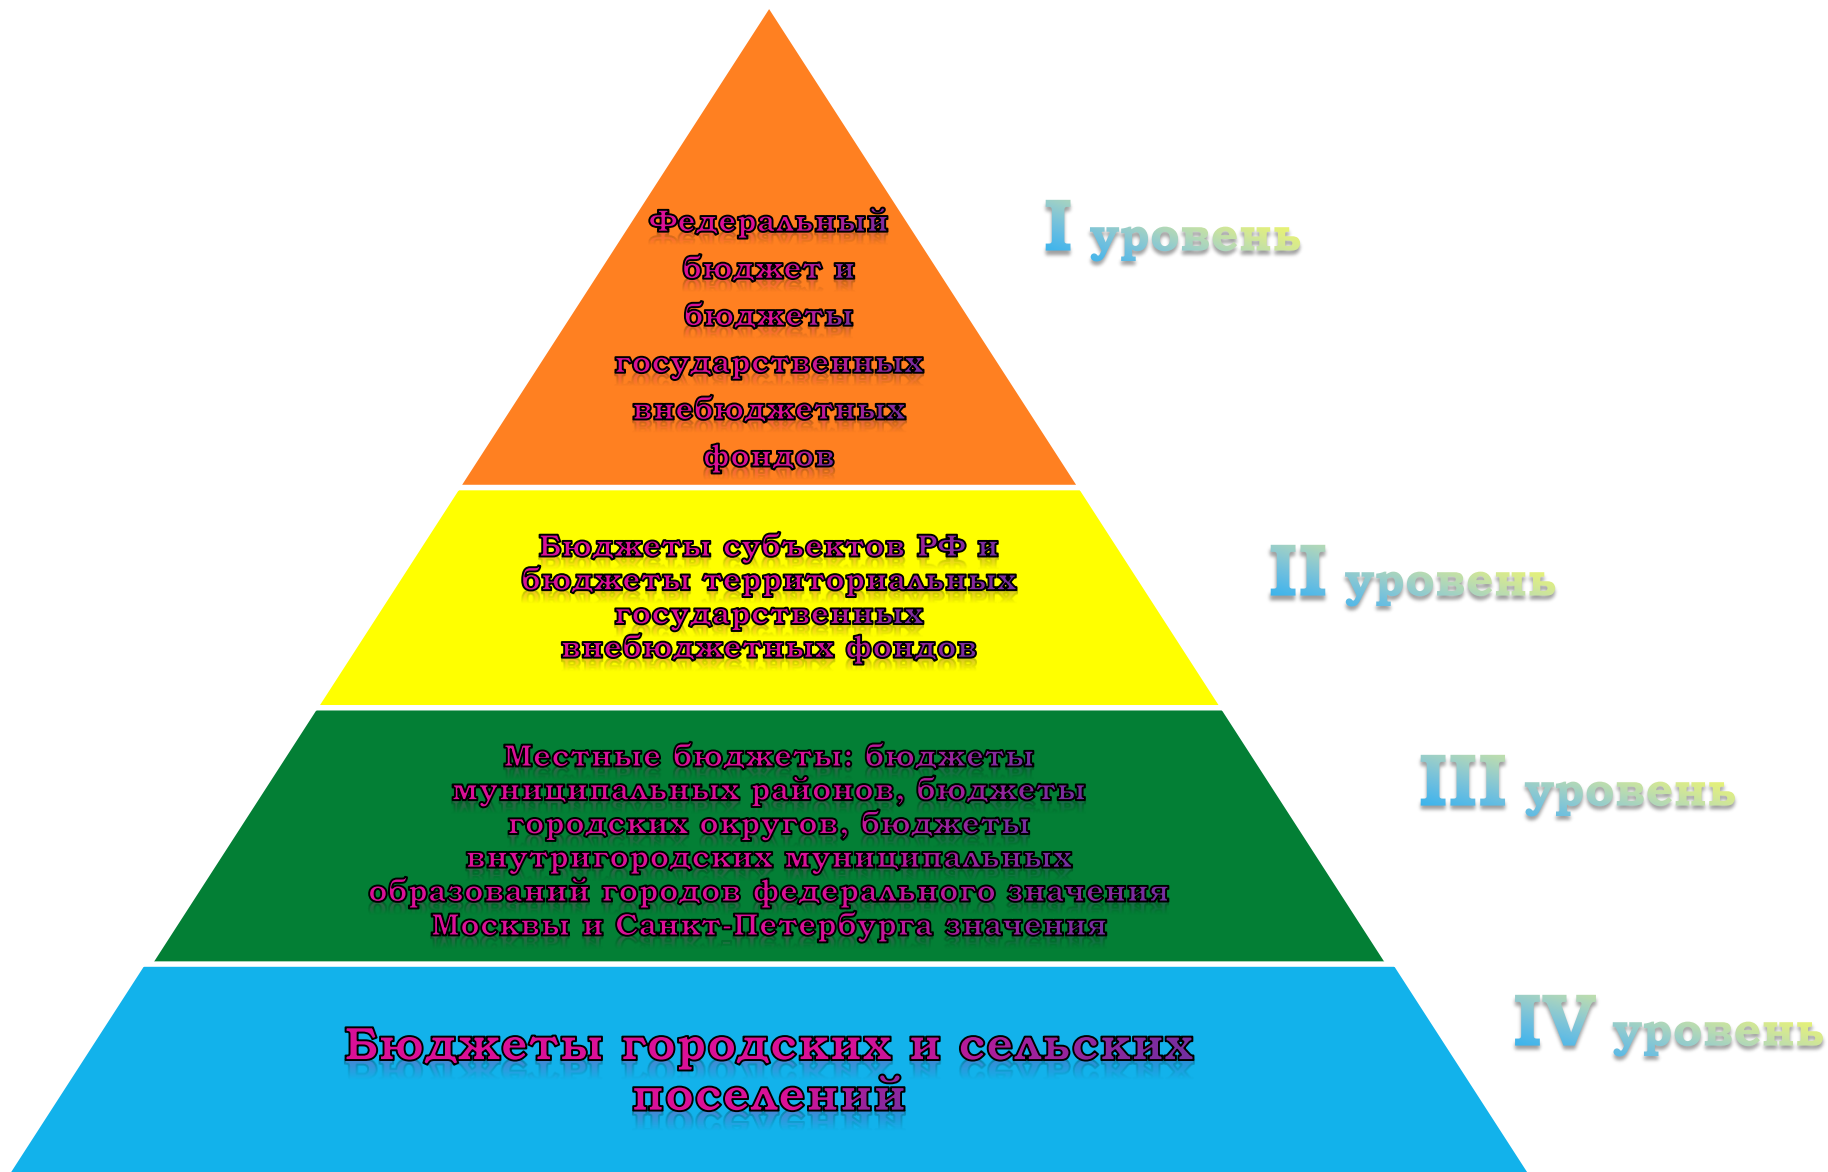 Федеральный
бюджет и
бюджеты
государственных
внебюджетных
фондов
I уровень
Бюджеты субъектов РФ и
бюджеты территориальных
государственных
внебюджетных фондов
II уровень
Местные бюджеты: бюджеты
муниципальных районов, бюджеты
городских округов, бюджеты
внутригородских муниципальных
образований городов федерального значения
Москвы и Санкт-Петербурга значения
III уровень
Бюджеты городских и сельских
поселений
IV уровень